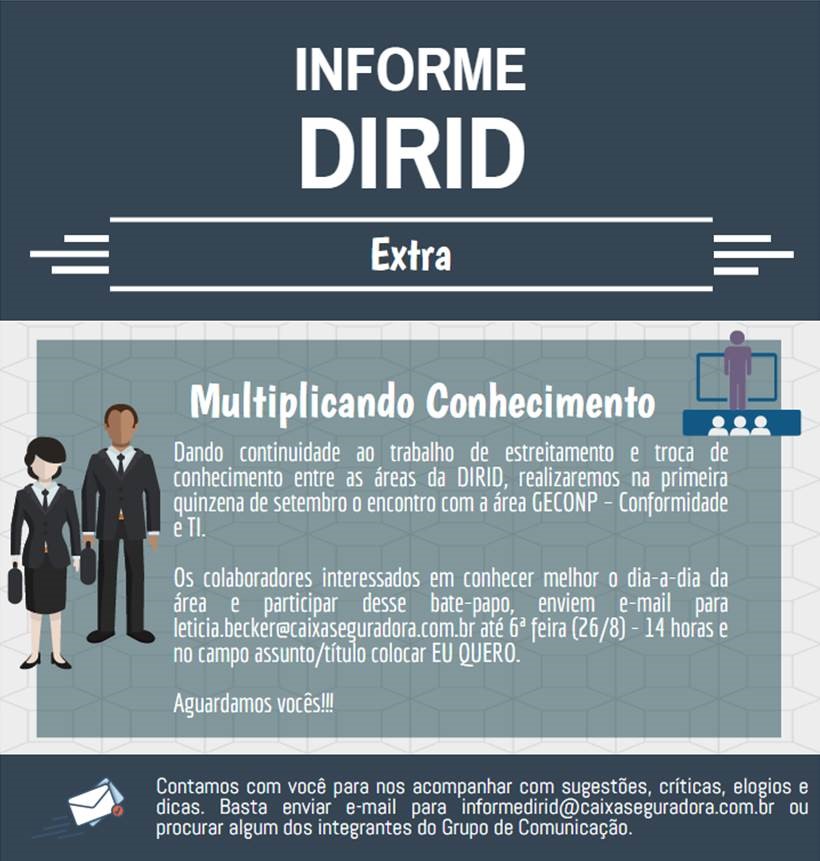 INFORME
DIRID
Extra
Multiplicando Conhecimento
Dando continuidade ao trabalho de estreitamento e troca de
conhecimento entre as áreas da DIRID, realizaremos na primeira
quinzena de setembro o encontro com a área GECONP – Conformidade
e TI.
Os colaboradores interessados em conhecer melhor o dia-a-dia da
área e participar desse bate-papo, enviem e-mail para
leticia.becker@caixaseguradora.com.br até 6ª feira (26/8) - 14 horas e
no campo assunto/título colocar EU QUERO.
Aguardamos vocês!!!
Contamos com você para nos acompanhar com sugestões, críticas, elogios e
dicas. Basta enviar e-mail para informedirid@caixaseguradora.com.br ou
procurar algum dos integrantes do Grupo de Comunicação.